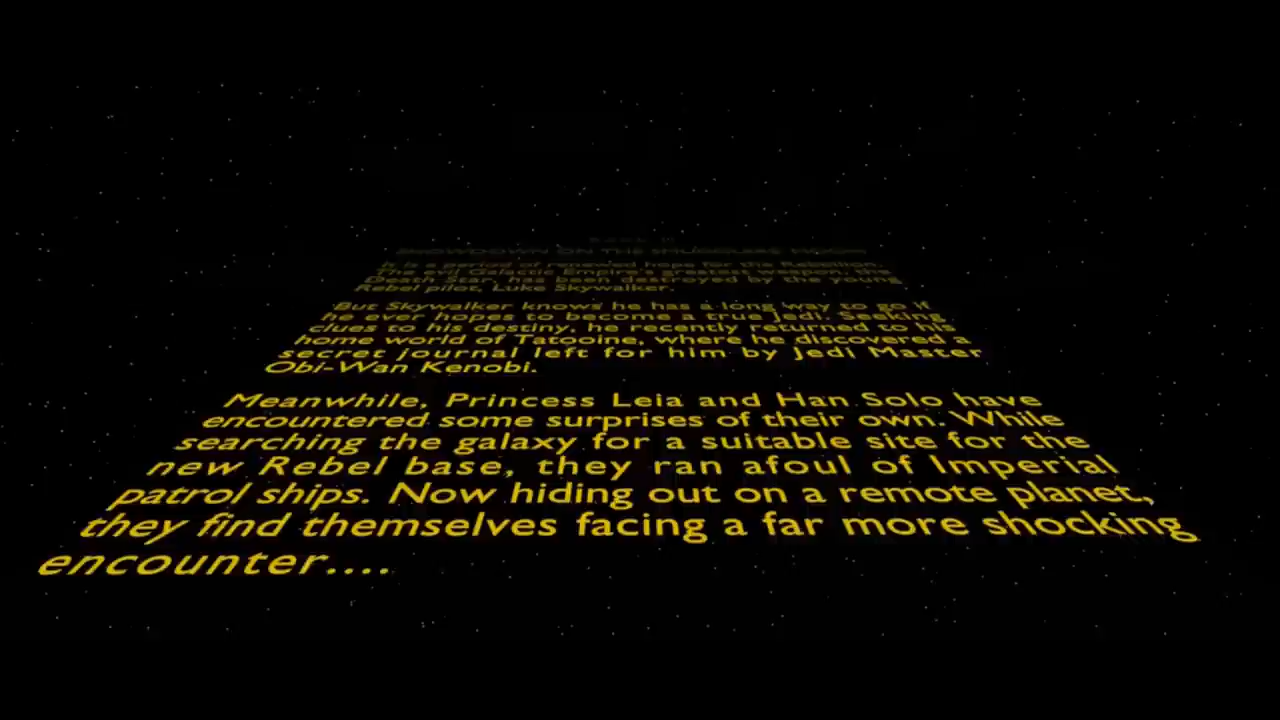 SHOWDOWN ON THE SMUGGLERS' MOON
It is a period of renewed hope for the Rebellion.
The evil Galactic Empire's greatest weapon, the
Death Star, has been destroyed by the young
Rebel pilot, Luke Skywalker.
But Skywalker knows he has a long way to go if
he ever hopes to become a true Jedi. Seeking
clues to his destiny, he recently returned to his
home world of Tatooine, where he discovered a
secret journal left for him by Jedi Master
Obi-Wan Kenobi.
Meanwhile, Princess Leia and Han Solo have
encountered some surprises of their own. While
searching the galaxy for a suitable site for the
new Rebel base, they ran afoul of Imperial
patrol ships. Now hiding out on a remote planet,
they find themselves facing a far more shocking
encounter....